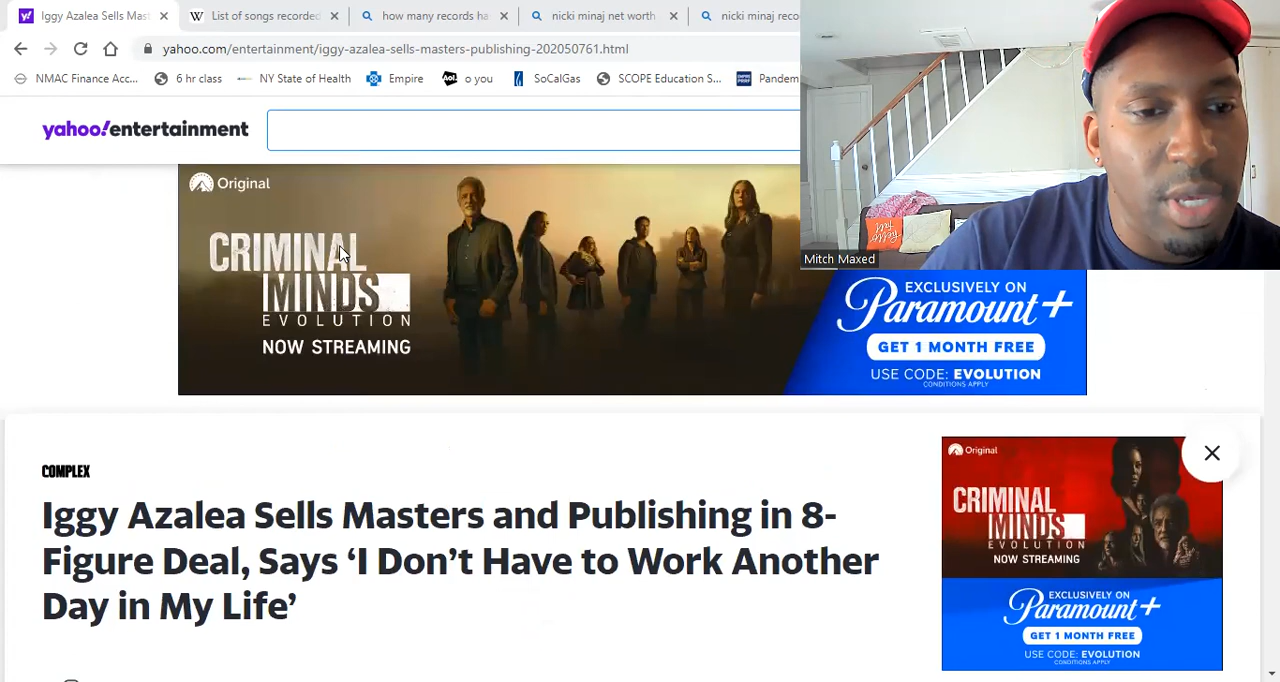 Iggy Azalea Sells Mast
List of songs recorded
how many records ha
nicki minaj net worth
nicki minaj reco
yahoo.com/entertainment/iggy-azalea-sells-masters-publishing-202050761.html
NMAC Finance Acc...
6 hr class
NY State of Health
Empire
Aol.
o you
SoCalGas
SCOPE Education S...
Pandem
yahoo!entertainment
Original
CRIMINAL
MINDS
EVOLUTION
NOW STREAMING
Mitch Maxed
EXCLUSIVELY ON
Paramount+
GET 1 MONTH FREE
USE CODE: EVOLUTION
CONDITIONS APPLY
COMPLEX
Iggy Azalea Sells Masters and Publishing in 8-
Figure Deal, Says ‘I Don’t Have to Work Another
Day in My Life’
Original
CRIMINAL
MINDS
EVOLUTION
NOW STREAMING
EXCLUSIVELY ON
Paramount+
GET 1 MONTH FREE
USE CODE: EVOLUTION
CONDITIONS APPLY